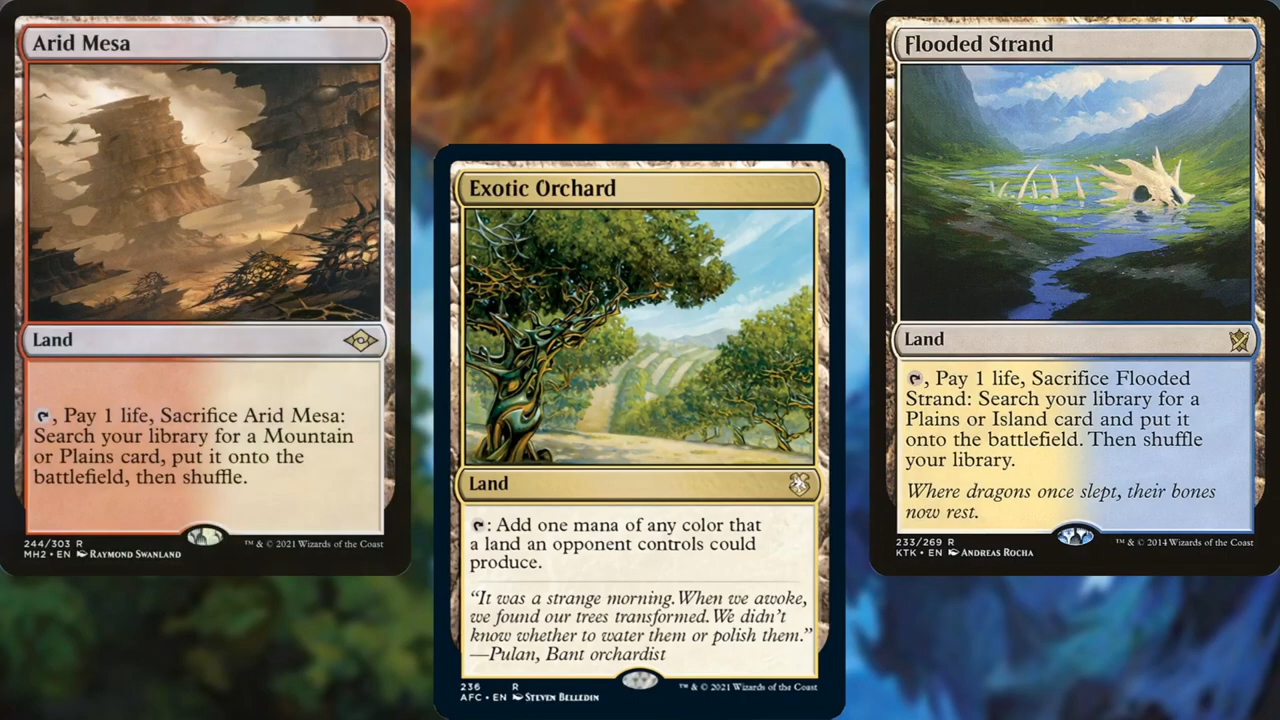 Arid Mesa
Land
, Pay 1 life, Sacrifice Arid Mesa:
Search your library for a Mountain
or Plains card, put it onto the
battlefield, then shuffle.
244/303 R
MH2 • EN Raymond Swanland
™ & © 2021 Wizards of the Coast
Exotic Orchard
Land
: Add one mana of any color that
a land an opponent controls could
produce.
"It was a strange morning. When we awoke,
we found our trees transformed. We didn't
know whether to water them or polish them."
—Pulan, Bant orchardist
236 R
AFC • EN Steven Belledin
™ & © 2021 Wizards of the Coast
Flooded Strand
Land
, Pay 1 life, Sacrifice Flooded
Strand: Search your library for a
Plains or Island card and put it
onto the battlefield. Then shuffle
your library.
Where dragons once slept, their bones
now rest.
233/269 R
KTK • EN Andreas Rocha
™ & © 2014 Wizards of the Coast